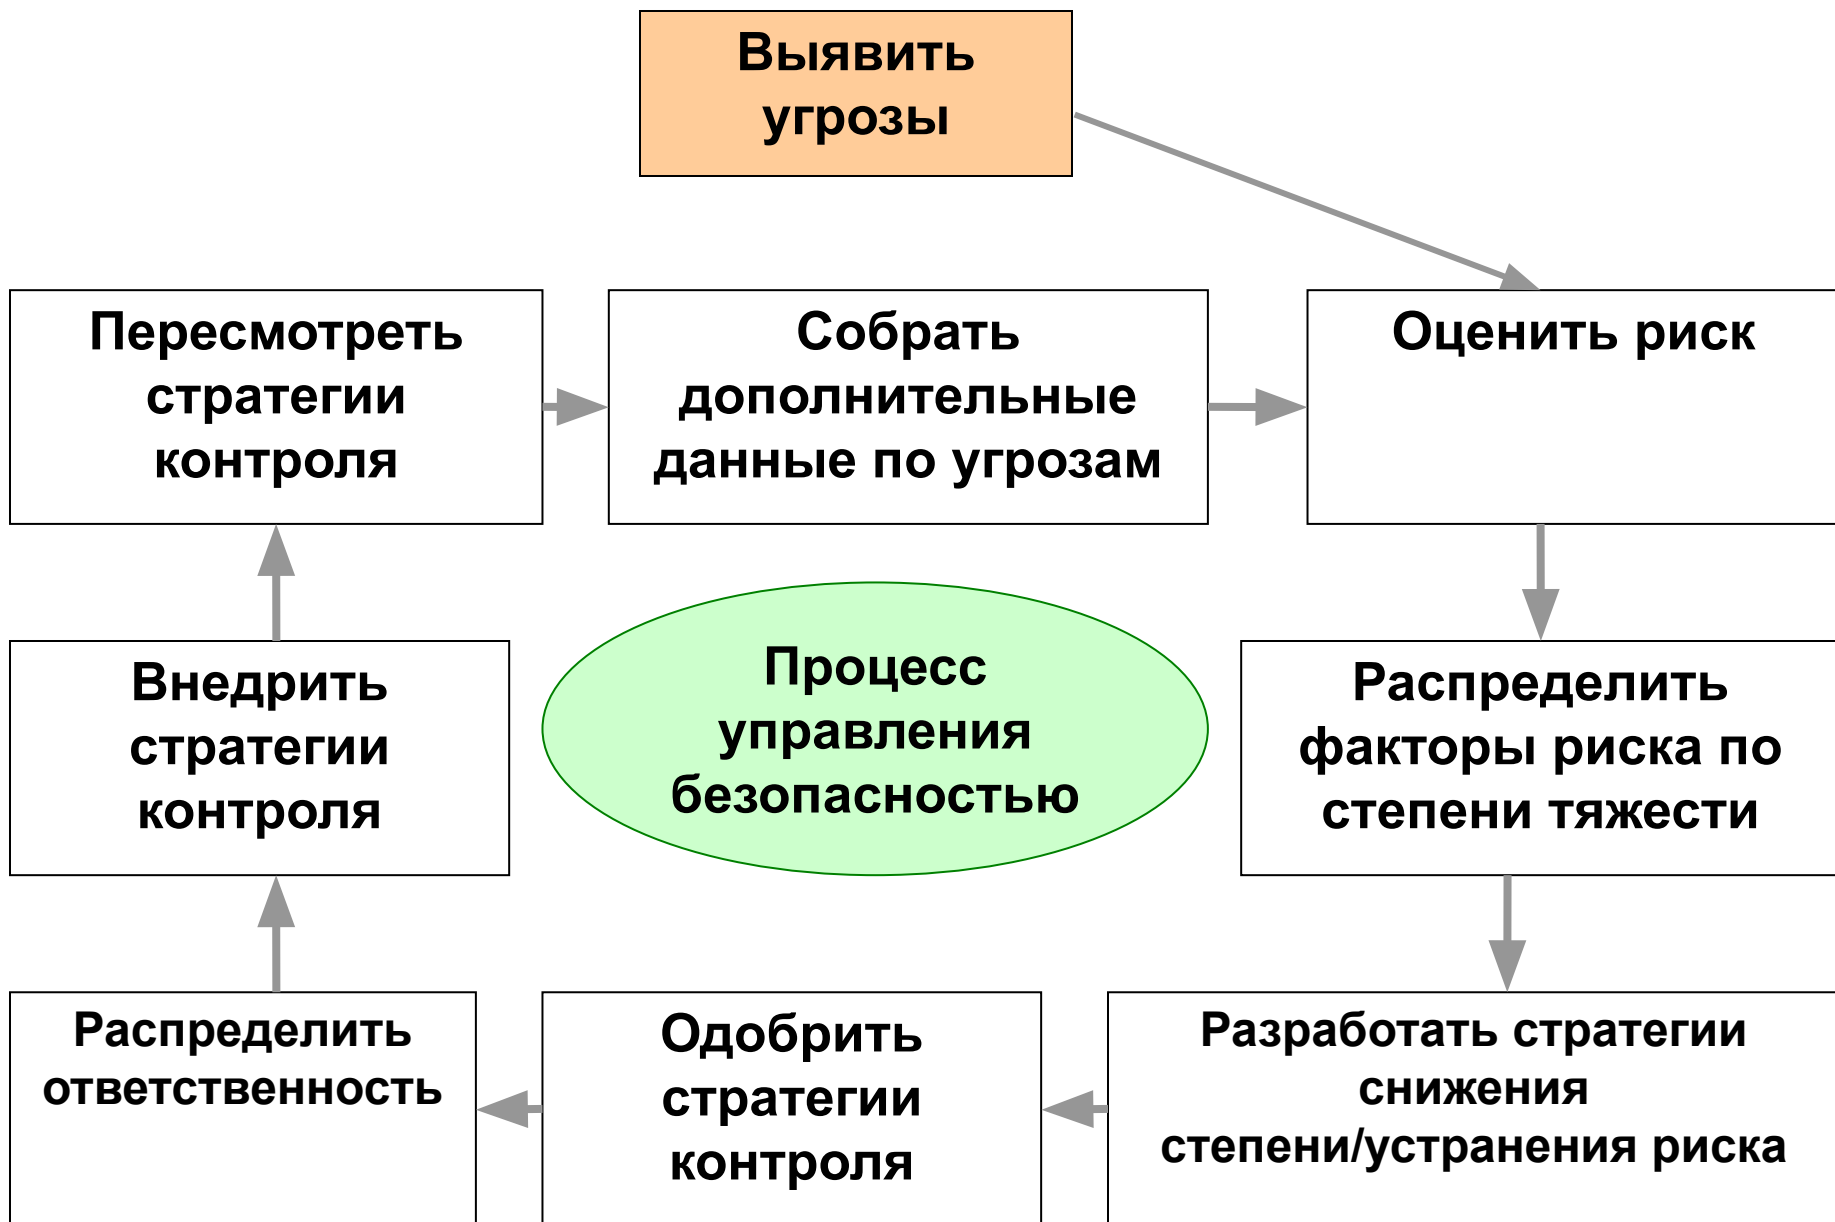 Выявить
угрозы
Пересмотреть
стратегии
контроля
Собрать
дополнительные
данные по угрозам
Оценить риск
Внедрить
стратегии
контроля
Процесс
управления
безопасностью
Распределить
факторы риска по
степени тяжести
Распределить
ответственность
Одобрить
стратегии
контроля
Разработать стратегии
снижения
степени/устранения риска